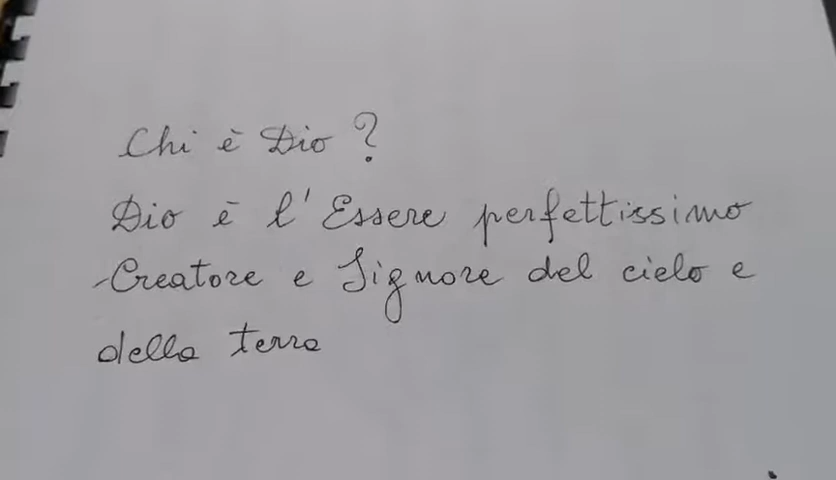 Chi è Dio ?
Dio è l'Essere perfettissimo
Creatore e Signore del cielo e
della terra